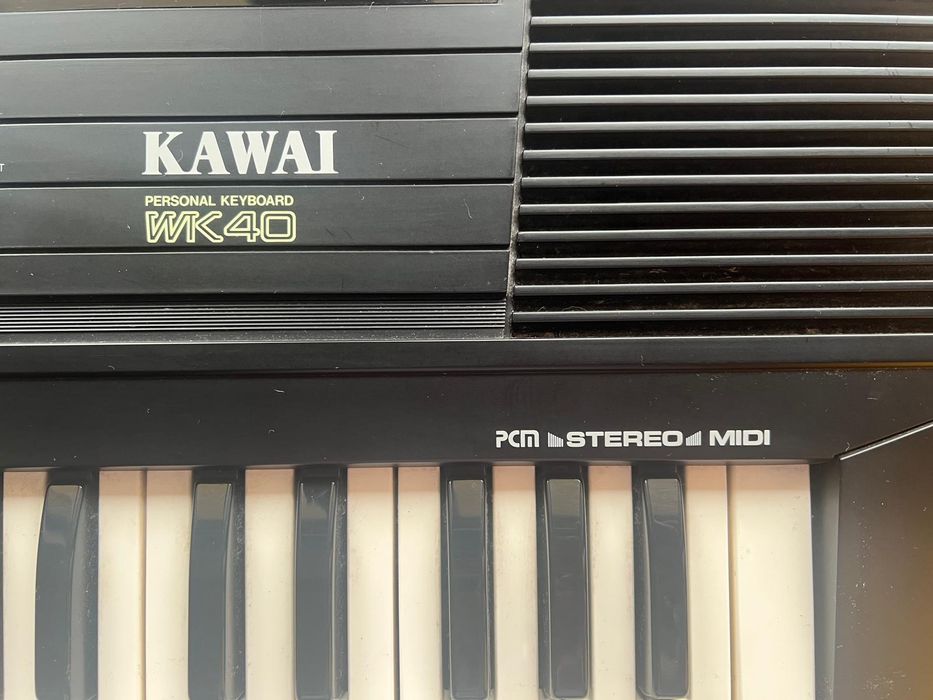 KAWAI
PERSONAL KEYBOARD
WK40
PCM STEREO MIDI